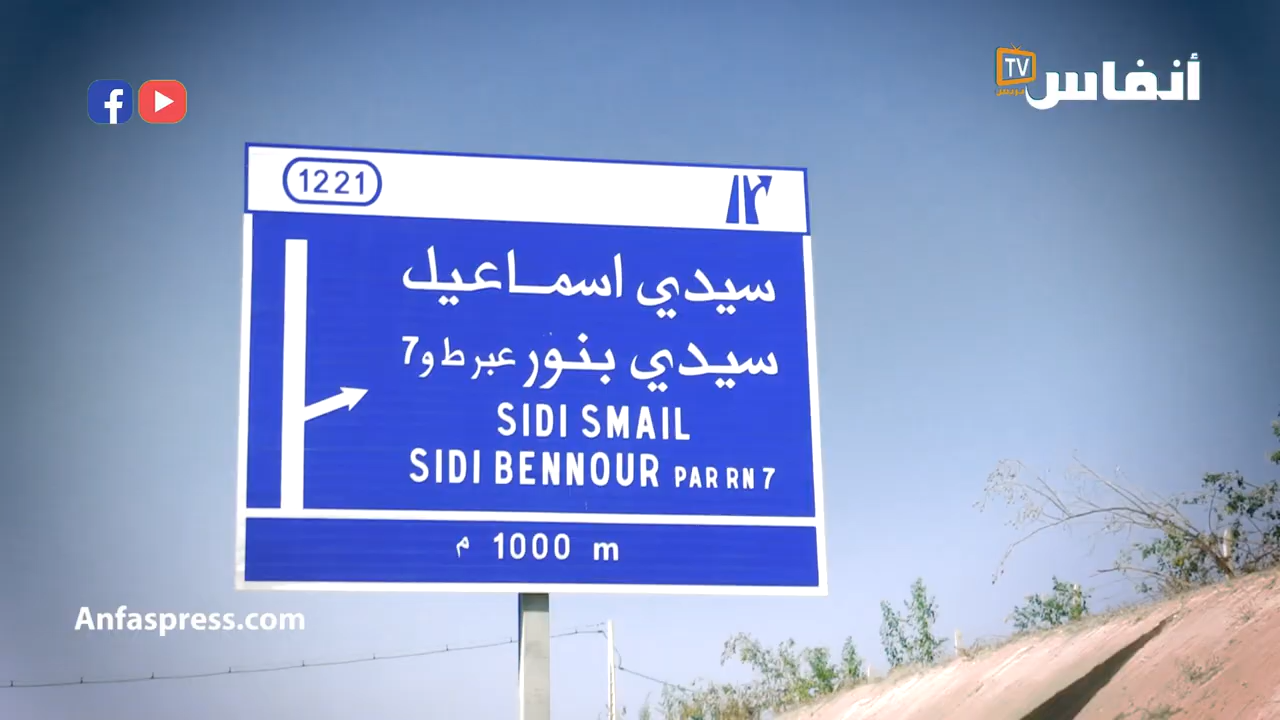 أنفاس
TV
1221
سيدي اسماعيل
سيدي بنور عبر ط و7
SIDI SMAIL
SIDI BENNOUR PAR RN 7
م 1000 m
Anfaspress.com